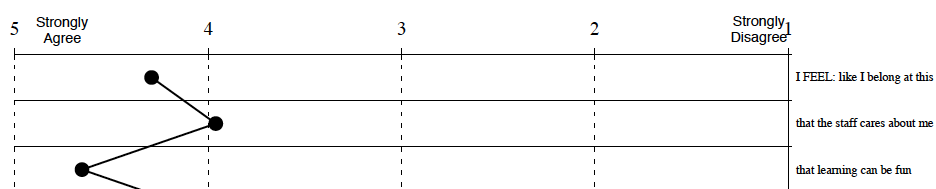 5 Strongly Agree 4 3 2 Strongly Disagree 1
I FEEL: like I belong at this
that the staff cares about me
that learning can be fun